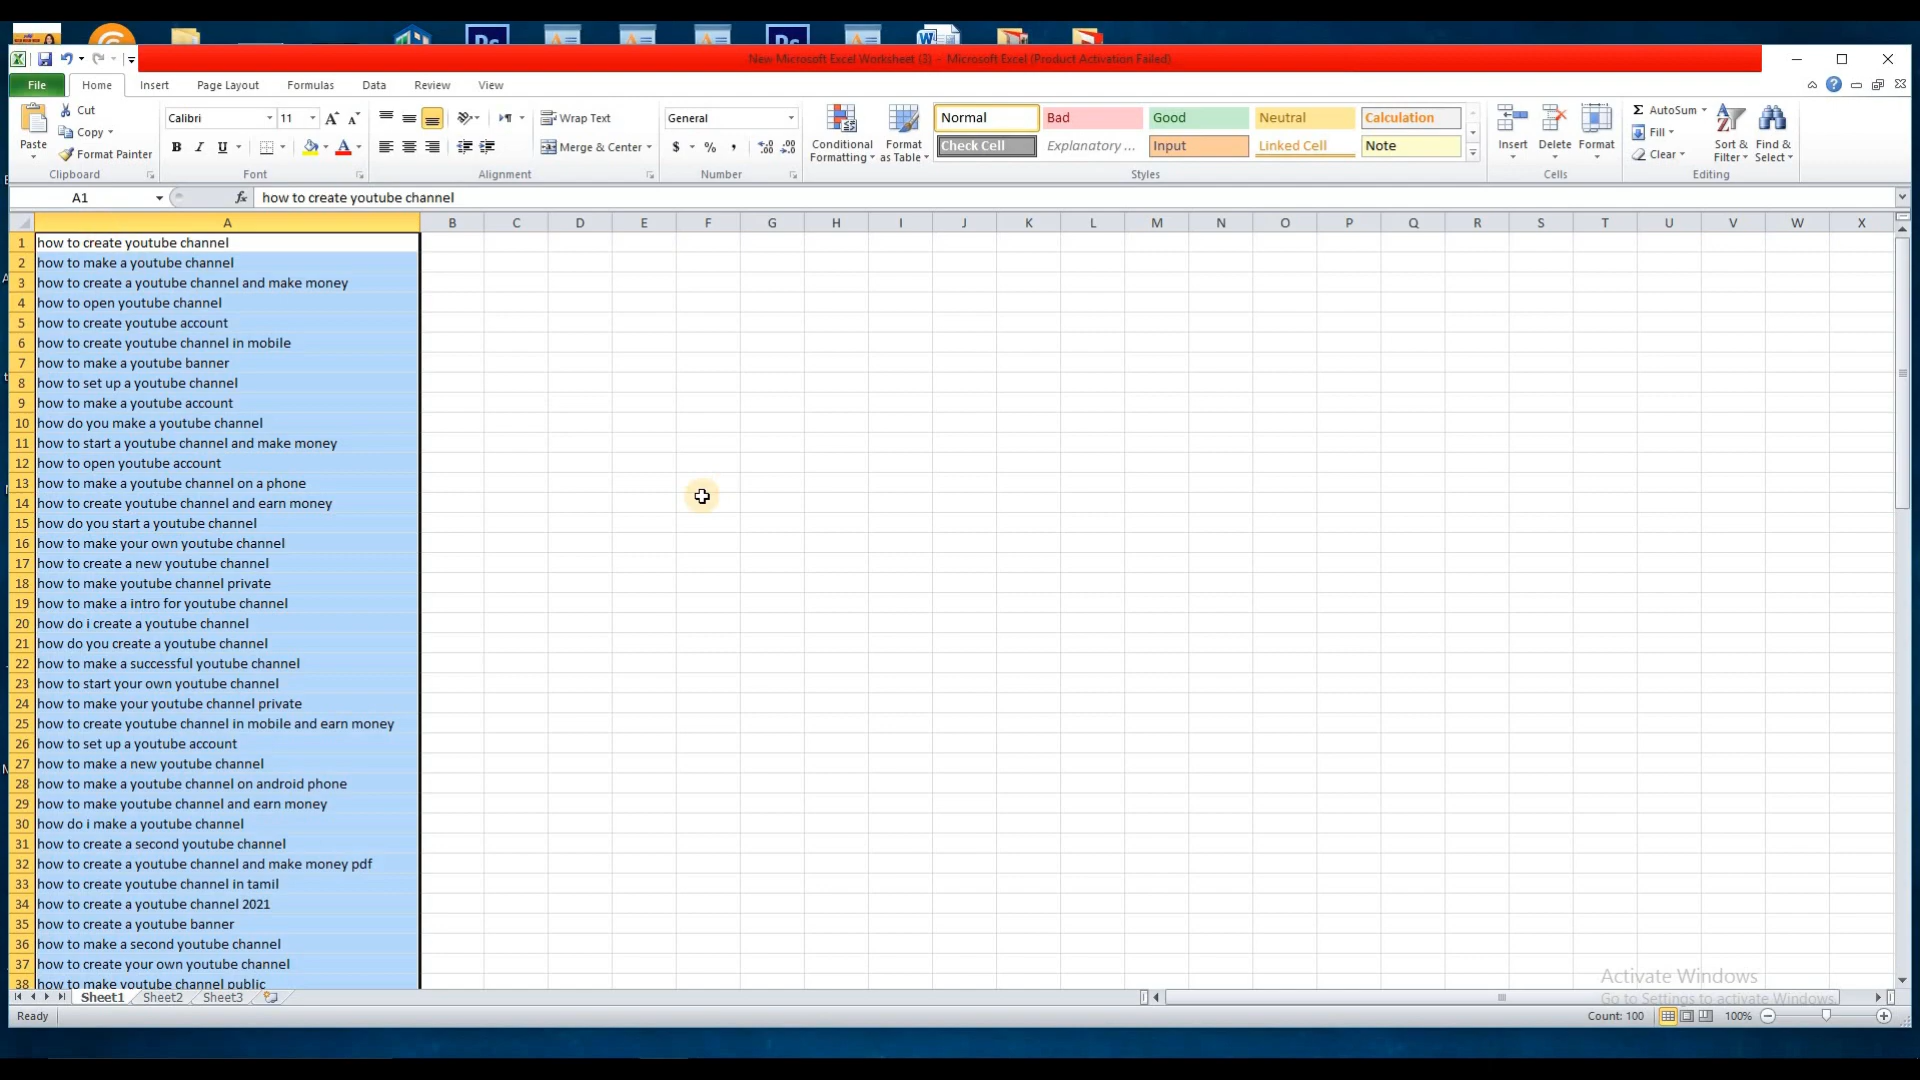 New Microsoft Excel Worksheet (3) - Microsoft Excel (Product Activation Failed)
File Home Insert Page Layout Formulas Data Review View
Paste
Cut
Copy
Format Painter
Clipboard
Calibri 11
B I U
Font
Wrap Text
Merge & Center
Alignment
General
$ % ,
Number
Conditional Formatting
Format as Table
Normal Bad Good Neutral Calculation
Check Cell Explanatory ... Input Linked Cell Note
Styles
Insert Delete Format
Cells
Σ AutoSum
Fill
Clear
Sort & Filter
Find & Select
Editing
A1 fx how to create youtube channel
A B C D E F G H I J K L M N O P Q R S T U V W X
1 how to create youtube channel
2 how to make a youtube channel
3 how to create a youtube channel and make money
4 how to open youtube channel
5 how to create youtube account
6 how to create youtube channel in mobile
7 how to make a youtube banner
8 how to set up a youtube channel
9 how to make a youtube account
10 how do you make a youtube channel
11 how to start a youtube channel and make money
12 how to open youtube account
13 how to make a youtube channel on a phone
14 how to create youtube channel and earn money
15 how do you start a youtube channel
16 how to make your own youtube channel
17 how to create a new youtube channel
18 how to make youtube channel private
19 how to make a intro for youtube channel
20 how do i create a youtube channel
21 how do you create a youtube channel
22 how to make a successful youtube channel
23 how to start your own youtube channel
24 how to make your youtube channel private
25 how to create youtube channel in mobile and earn money
26 how to set up a youtube account
27 how to make a new youtube channel
28 how to make a youtube channel on android phone
29 how to make youtube channel and earn money
30 how do i make a youtube channel
31 how to create a second youtube channel
32 how to create a youtube channel and make money pdf
33 how to create youtube channel in tamil
34 how to create a youtube channel 2021
35 how to create a youtube banner
36 how to make a second youtube channel
37 how to create your own youtube channel
38 how to make youtube channel public
Activate Windows
Go to Settings to activate Windows.
Sheet1 Sheet2 Sheet3
Ready Count: 100 100%